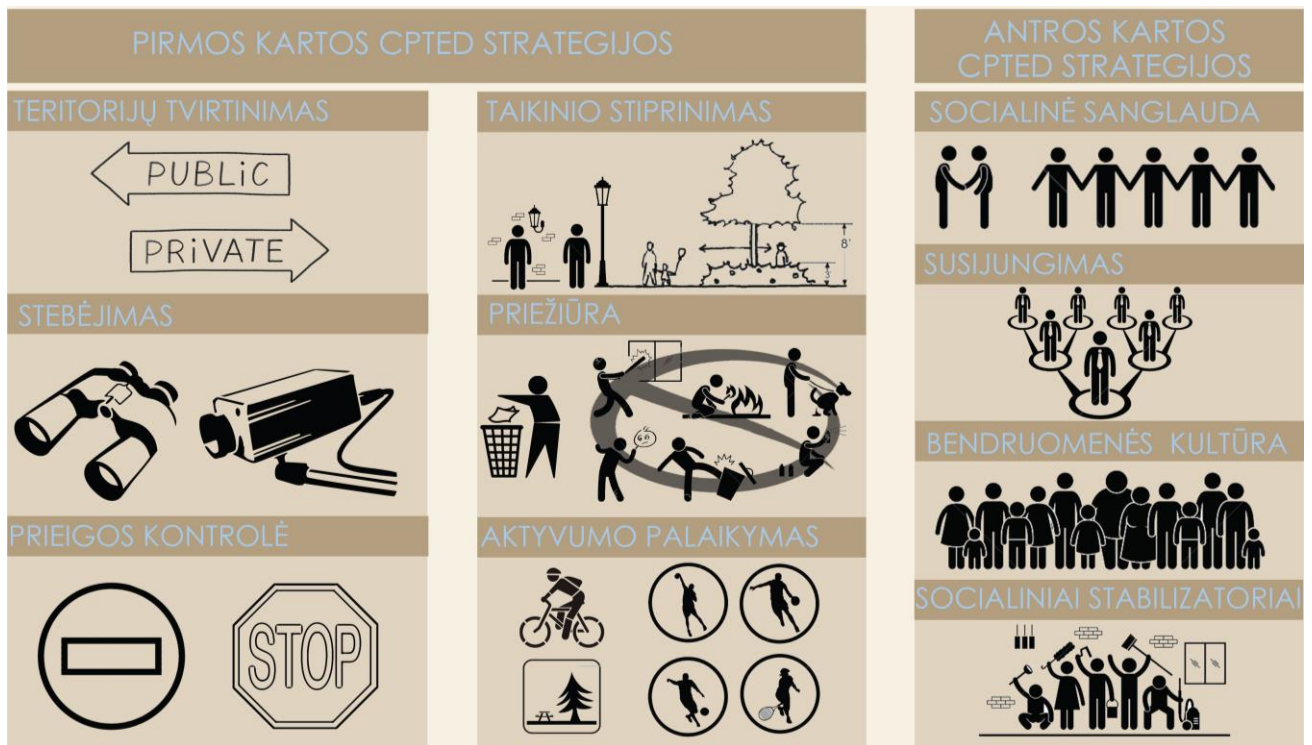 PIRMOS KARTOS CPTED STRATEGIJOS
TERITORIJŲ TVIRTINIMAS
PUBLiC
PRiVATE
STEBĖJIMAS
PRIEIGOS KONTROLĖ
STOP
TAIKINIO STIPRINIMAS
8'
3'
PRIEŽIŪRA
AKTYVUMO PALAIKYMAS
ANTROS KARTOS
CPTED STRATEGIJOS
SOCIALINĖ SANGLAUDA
SUSIJUNGIMAS
BENDRUOMENĖS KULTŪRA
SOCIALINIAI STABILIZATORIAI